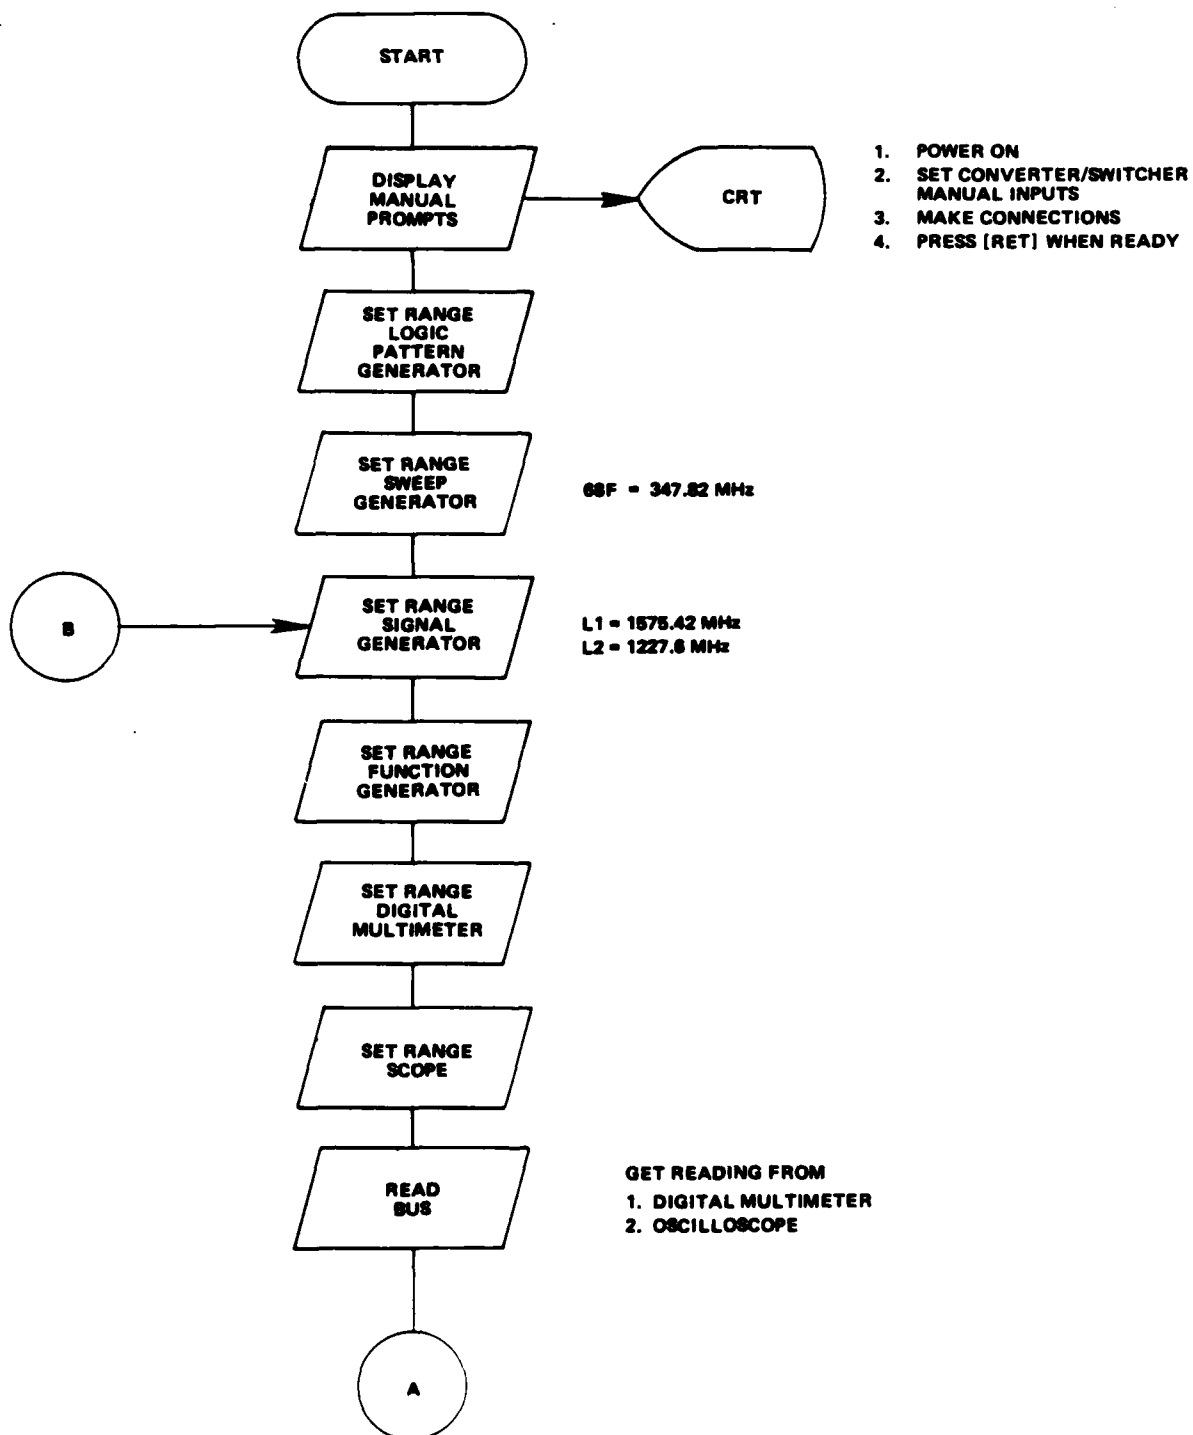 START
DISPLAY
MANUAL
PROMPTS
CRT
1. POWER ON
2. SET CONVERTER/SWITCHER
MANUAL INPUTS
3. MAKE CONNECTIONS
4. PRESS [RET] WHEN READY
SET RANGE
LOGIC
PATTERN
GENERATOR
SET RANGE
SWEEP
GENERATOR
68F = 347.82 MHz
B
SET RANGE
SIGNAL
GENERATOR
L1 = 1575.42 MHz
L2 = 1227.6 MHz
SET RANGE
FUNCTION
GENERATOR
SET RANGE
DIGITAL
MULTIMETER
SET RANGE
SCOPE
READ
BUS
GET READING FROM
1. DIGITAL MULTIMETER
2. OSCILLOSCOPE
A